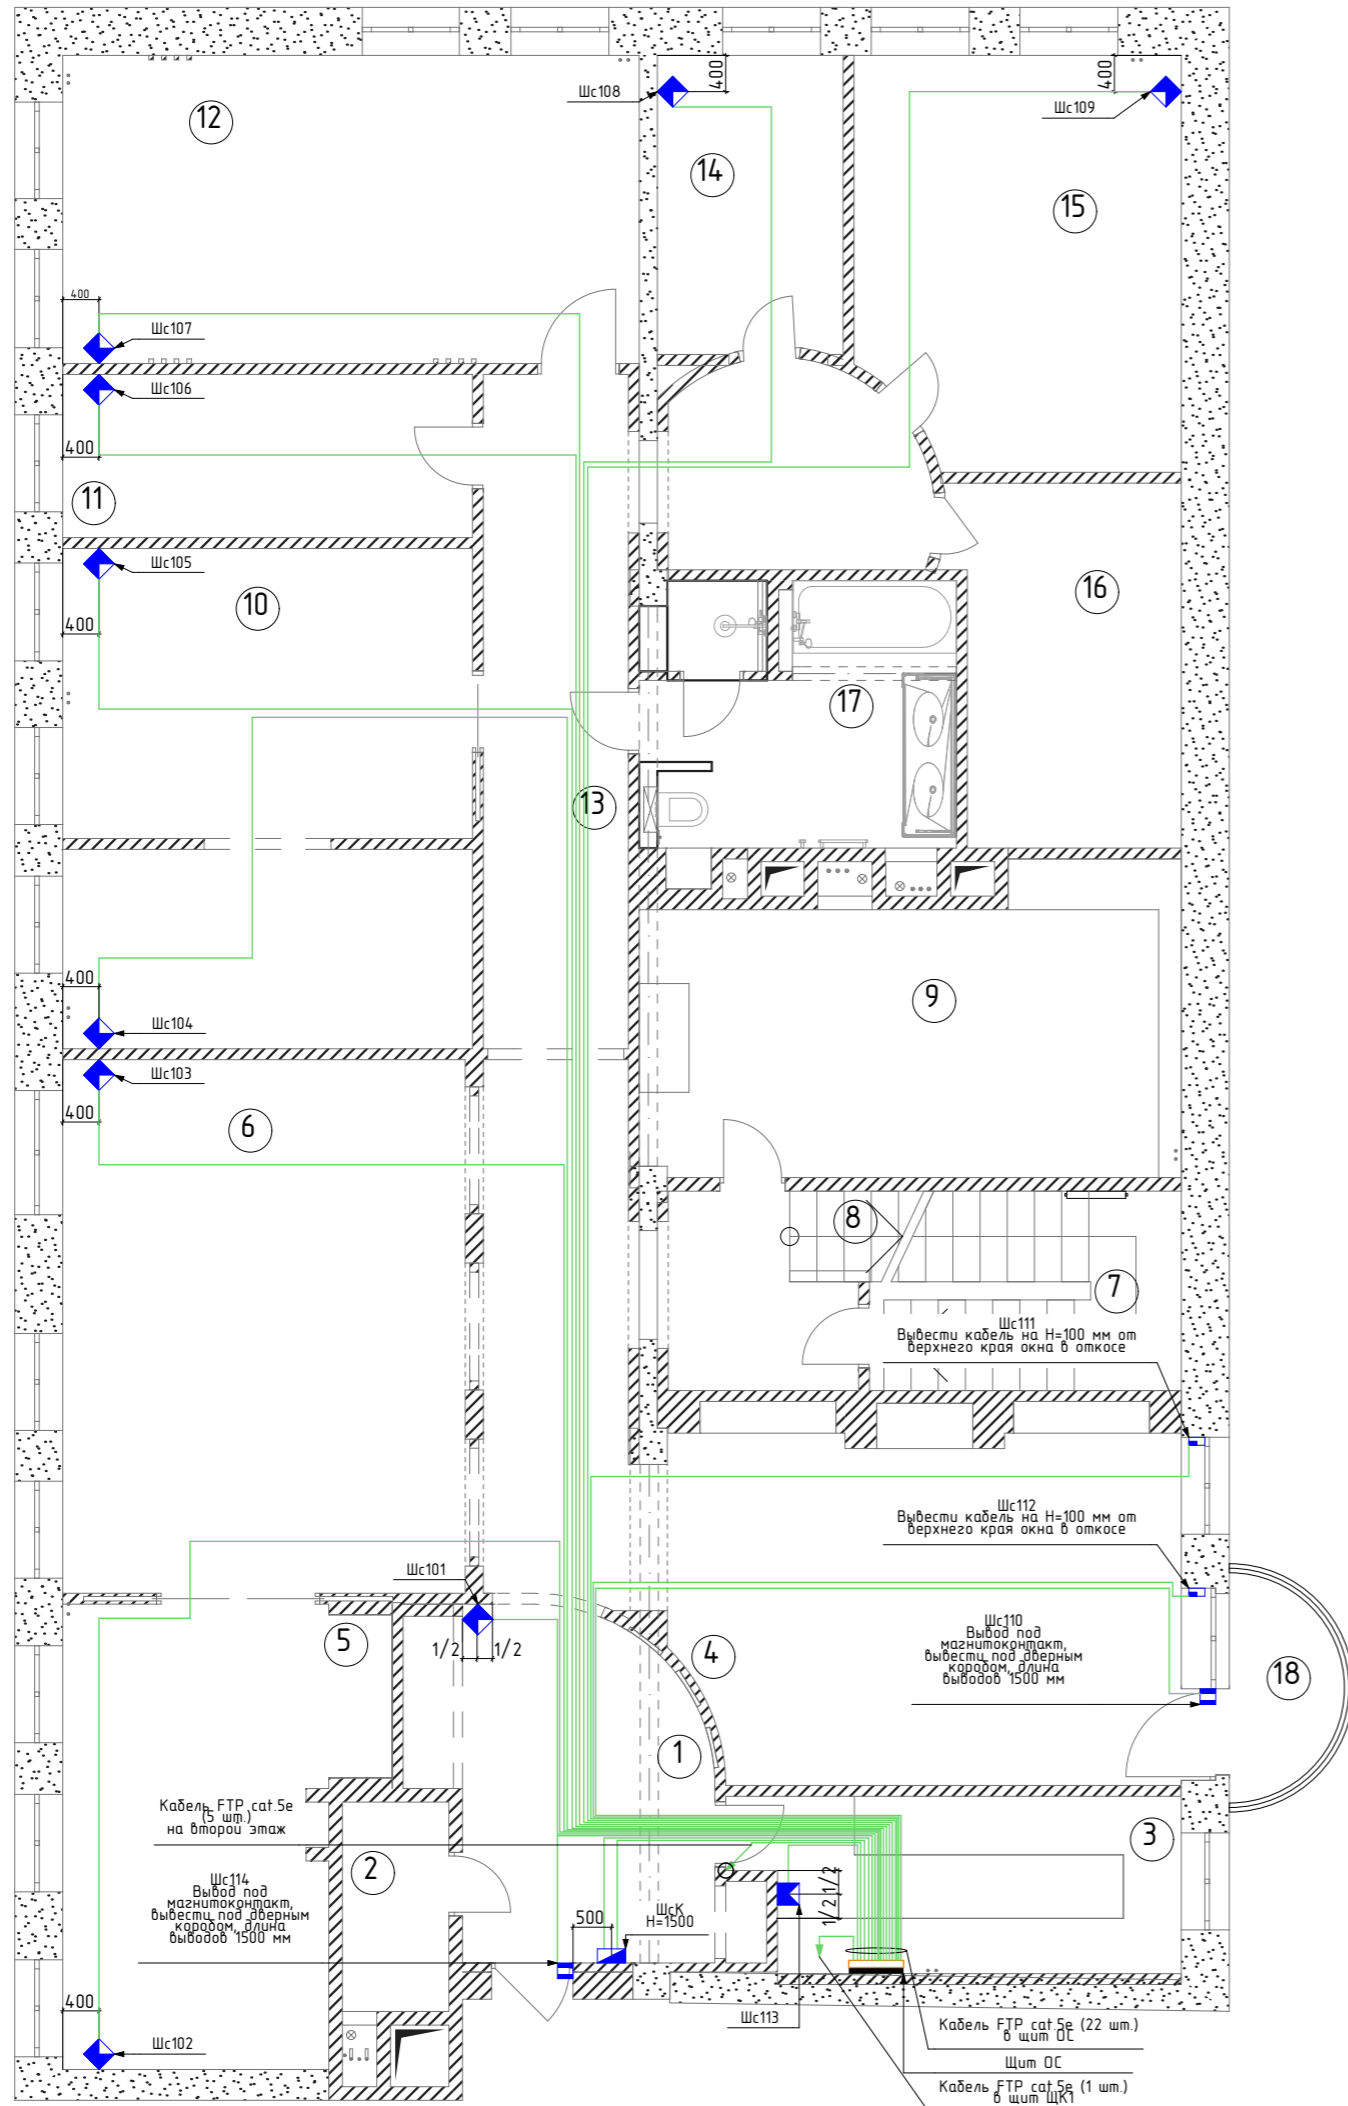 400
400
Шс108
Шс109
12
14
15
400
Шс107
Шс106
400
11
Шс105
10
16
400
17
13
400
9
Шс104
Шс103
400
6
8
7
Шс111
Вывести кабель на Н=100 мм от
верхнего края окна в откосе
Шс112
Вывести кабель на Н=100 мм от
верхнего края окна в откосе
Шс101
1/2
1/2
5
4
Шс110
Вывод под
магнитоконтакт,
вывести под дверным
коробом, длина
выводов 1500 мм
18
1
Кабель FTP cat.5e
(5 шт.)
на второй этаж
3
2
Шс114
Вывод под
магнитоконтакт,
вывести под дверным
коробом, длина
выводов 1500 мм
1/2
1/2
500
ШсК
Н=1500
400
Шс102
Шс113
Кабель FTP cat.5e (22 шт.)
в щит ОС
Щит ОС
Кабель FTP cat.5e (1 шт.)
в щит ЩК1